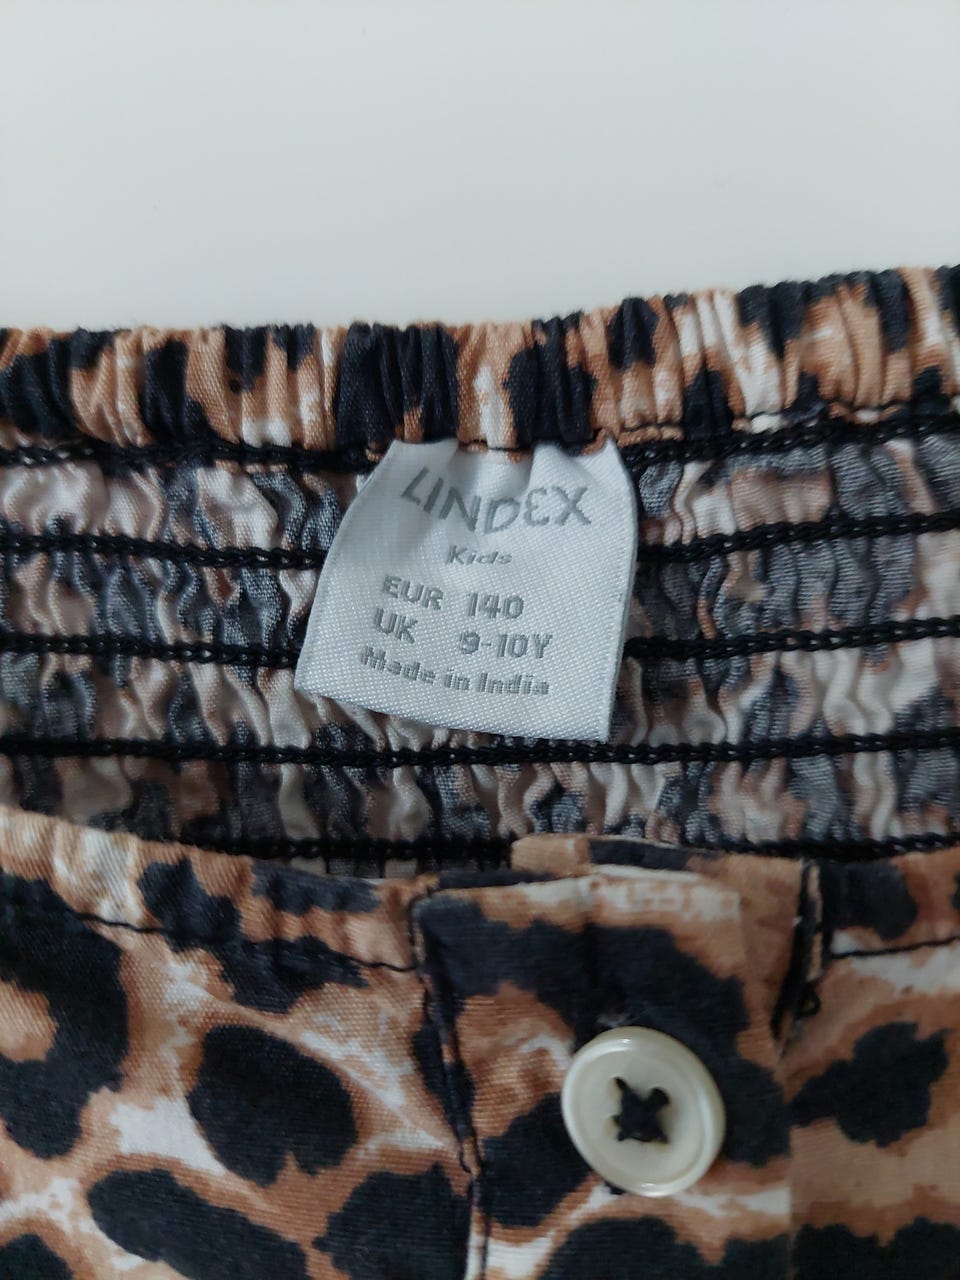 LINDEX
Kids
EUR 140
UK 9-10Y
Made in India